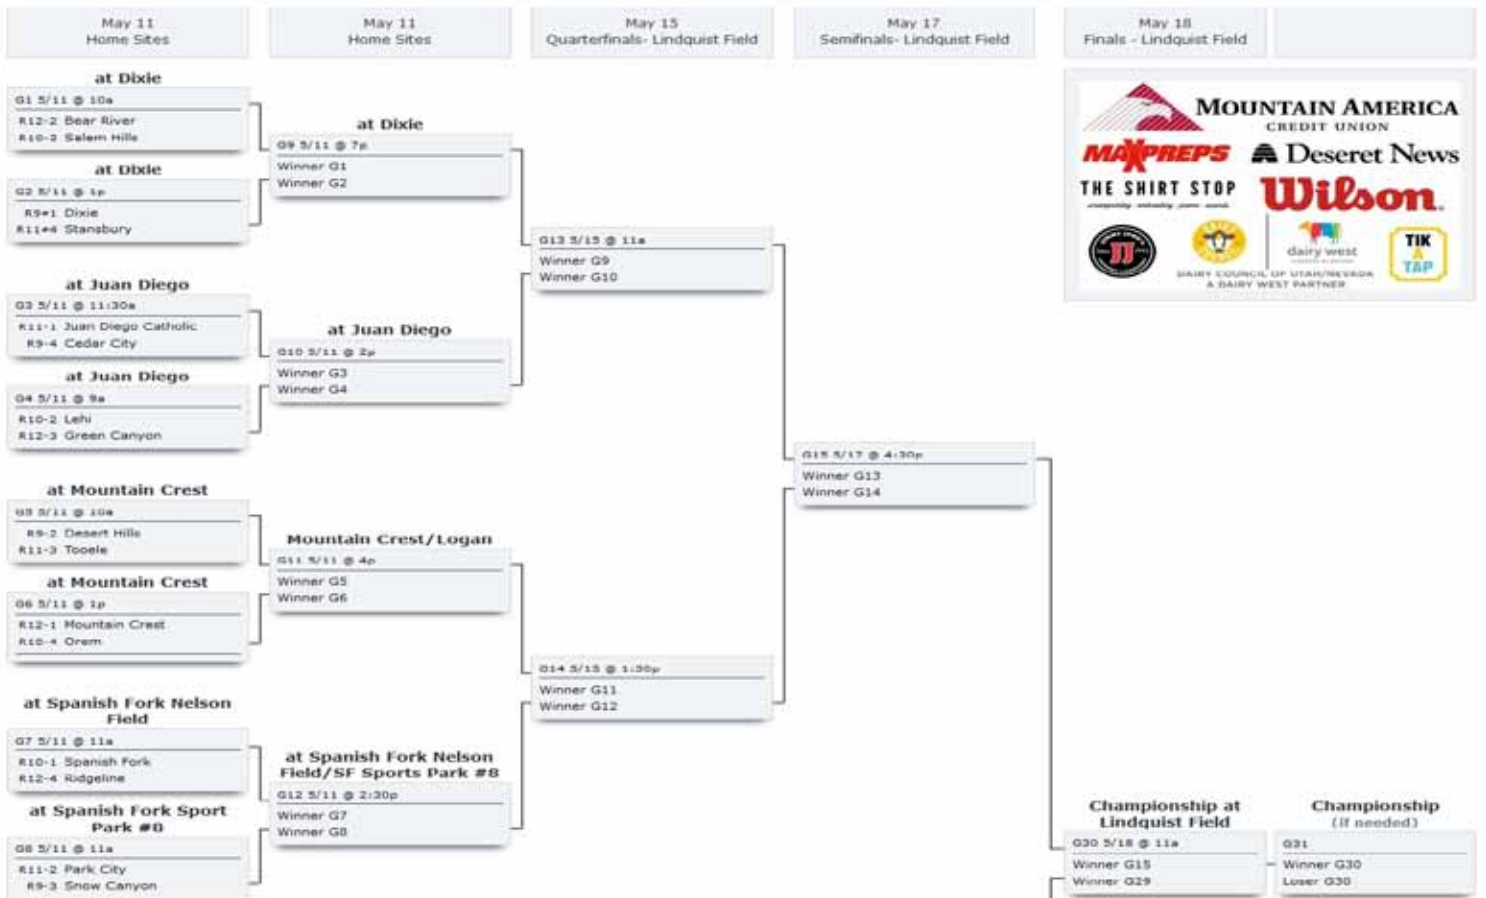 May 11
Home Sites
May 11
Home Sites
May 15
Quarterfinals- Lindquist Field
May 17
Semifinals- Lindquist Field
May 18
Finals - Lindquist Field
at Dixie
G1 5/11 @ 10a
R12-2 Bear River
R10-3 Salem Hills
at Dixie
G2 5/11 @ 1p
R9#1 Dixie
R11#4 Stansbury
at Juan Diego
G3 5/11 @ 11:30a
R11-1 Juan Diego Catholic
R9-4 Cedar City
at Juan Diego
G4 5/11 @ 9a
R10-2 Lehi
R12-3 Green Canyon
at Mountain Crest
G5 5/11 @ 10a
R9-2 Desert Hills
R11-3 Tooele
at Mountain Crest
G6 5/11 @ 1p
R12-1 Mountain Crest
R10-4 Orem
at Spanish Fork Nelson
Field
G7 5/11 @ 11a
R10-1 Spanish Fork
R12-4 Ridgeline
at Spanish Fork Sport
Park #8
G8 5/11 @ 11a
R11-2 Park City
R9-3 Snow Canyon
at Dixie
G9 5/11 @ 7p
Winner G1
Winner G2
at Juan Diego
G10 5/11 @ 2p
Winner G3
Winner G4
Mountain Crest/Logan
G11 5/11 @ 4p
Winner G5
Winner G6
at Spanish Fork Nelson
Field/SF Sports Park #8
G12 5/11 @ 2:30p
Winner G7
Winner G8
G13 5/15 @ 11a
Winner G9
Winner G10
G14 5/15 @ 1:30p
Winner G11
Winner G12
G15 5/17 @ 4:30p
Winner G13
Winner G14
MOUNTAIN AMERICA
CREDIT UNION
MAXPREPS
Deseret News
THE SHIRT STOP
Wilson.
JJ
dairy west
TIK
A
TAP
DAIRY COUNCIL OF UTAH/NEVADA
A DAIRY WEST PARTNER
Championship at
Lindquist Field
G30 5/18 @ 11a
Winner G15
Winner G29
Championship
(if needed)
G31
Winner G30
Loser G30